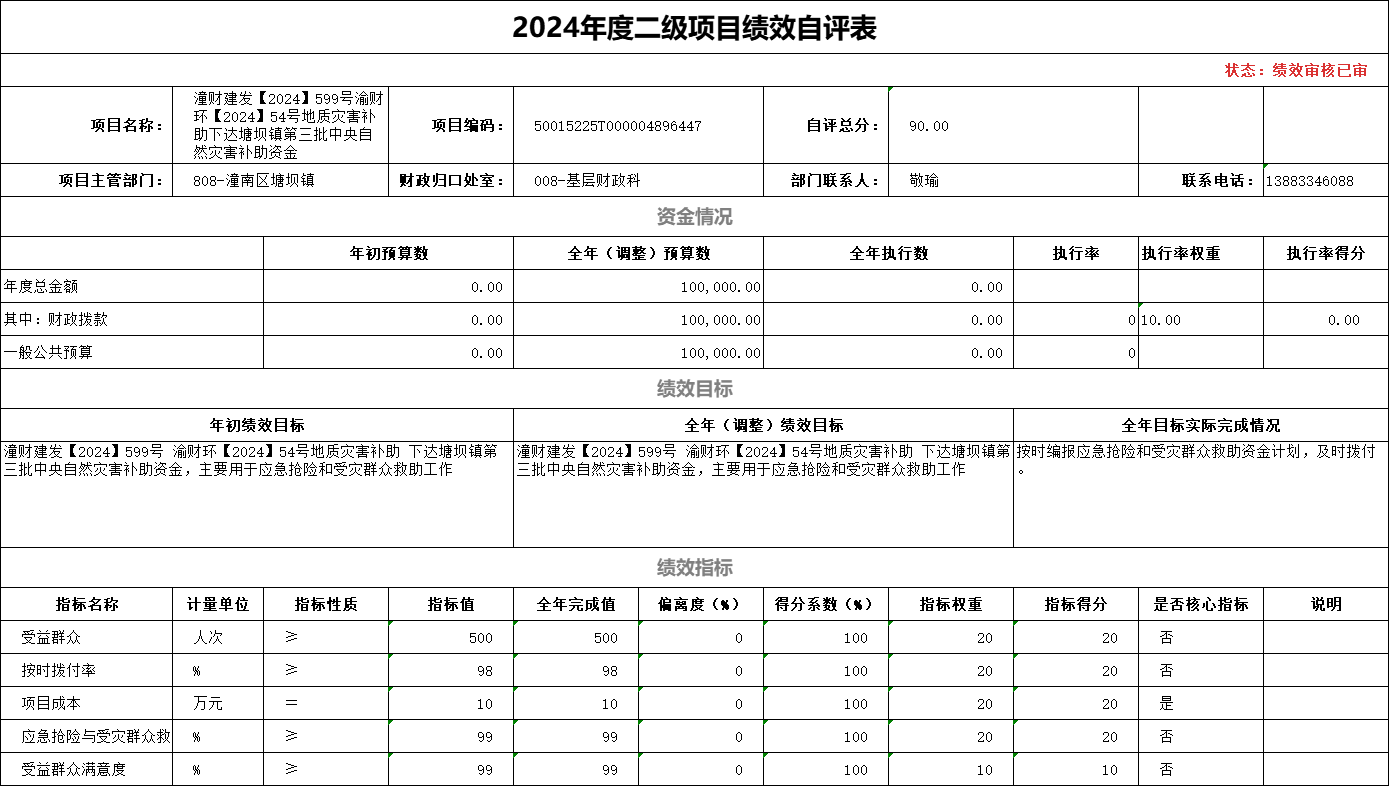 2024年度二级项目绩效自评表
状态：绩效审核已审
项目名称： 潼财建发【2024】599号渝财环【2024】54号地质灾害补助下达塘坝镇第三批中央自然灾害补助资金 项目编码： 50015225T000004896447 自评总分： 90.00
项目主管部门： 808-潼南区塘坝镇 财政归口处室： 008-基层财政科 部门联系人： 敬瑜 联系电话： 13883346088
资金情况
年初预算数 全年（调整）预算数 全年执行数 执行率 执行率权重 执行率得分
年度总金额 0.00 100,000.00 0.00
其中：财政拨款 0.00 100,000.00 0.00 0 10.00 0.00
一般公共预算 0.00 100,000.00 0.00 0
绩效目标
年初绩效目标 全年（调整）绩效目标 全年目标实际完成情况
潼财建发【2024】599号 渝财环【2024】54号地质灾害补助 下达塘坝镇第
三批中央自然灾害补助资金，主要用于应急抢险和受灾群众救助工作
潼财建发【2024】599号 渝财环【2024】54号地质灾害补助 下达塘坝镇第
三批中央自然灾害补助资金，主要用于应急抢险和受灾群众救助工作
按时编报应急抢险和受灾群众救助资金计划，及时拨付
。
绩效指标
指标名称 计量单位 指标性质 指标值 全年完成值 偏离度（%） 得分系数（%） 指标权重 指标得分 是否核心指标 说明
受益群众 人次 ≥ 500 500 0 100 20 20 否
按时拨付率 % ≥ 98 98 0 100 20 20 否
项目成本 万元 ＝ 10 10 0 100 20 20 是
应急抢险与受灾群众救 % ≥ 99 99 0 100 20 20 否
受益群众满意度 % ≥ 99 99 0 100 10 10 否